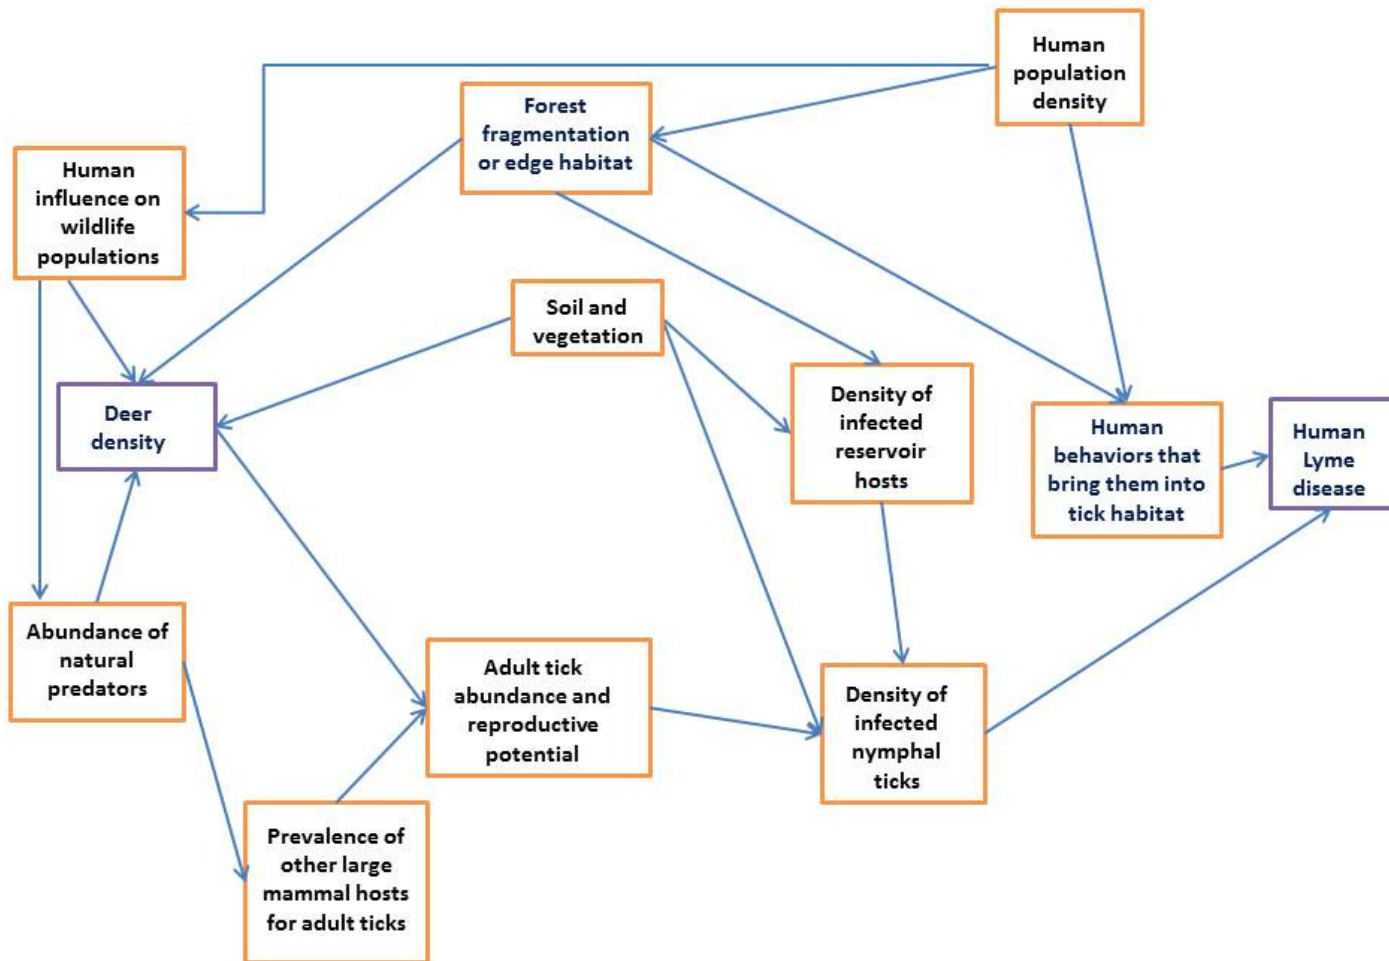 Human
population
density
Forest
fragmentation
or edge habitat
Human
influence on
wildlife
populations
Soil and
vegetation
Deer
density
Density of
infected
reservoir
hosts
Human
behaviors that
bring them into
tick habitat
Human
Lyme
disease
Abundance of
natural
predators
Adult tick
abundance and
reproductive
potential
Density of
infected
nymphal
ticks
Prevalence of
other large
mammal hosts
for adult ticks